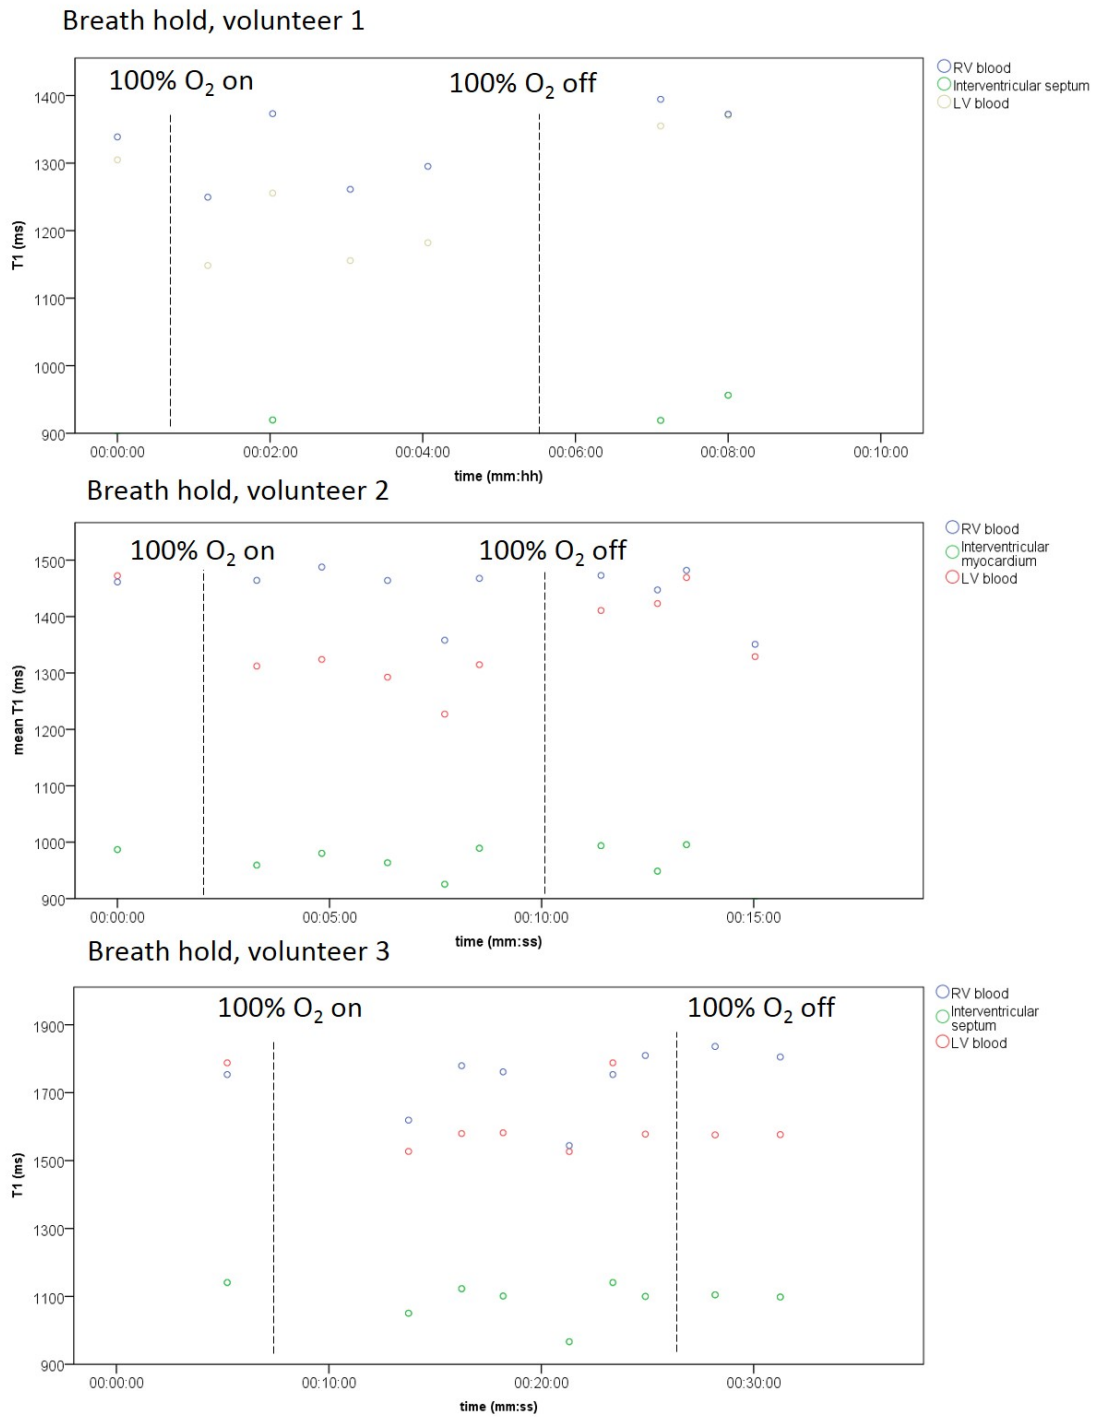 Breath hold, volunteer 1
100% O₂ on
100% O₂ off
RV blood
Interventricular septum
LV blood
1400
1300
1200
1100
1000
900
T1 (ms)
00:00:00 00:02:00 00:04:00 00:06:00 00:08:00 00:10:00
time (mm:hh)
Breath hold, volunteer 2
100% O₂ on
100% O₂ off
RV blood
Interventricular
myocardium
LV blood
1500
1400
1300
1200
1100
1000
900
mean T1 (ms)
00:00:00 00:05:00 00:10:00 00:15:00
time (mm:ss)
Breath hold, volunteer 3
100% O₂ on
100% O₂ off
RV blood
Interventricular
septum
LV blood
1900
1700
1500
1300
1100
900
T1 (ms)
00:00:00 00:10:00 00:20:00 00:30:00
time (mm:ss)